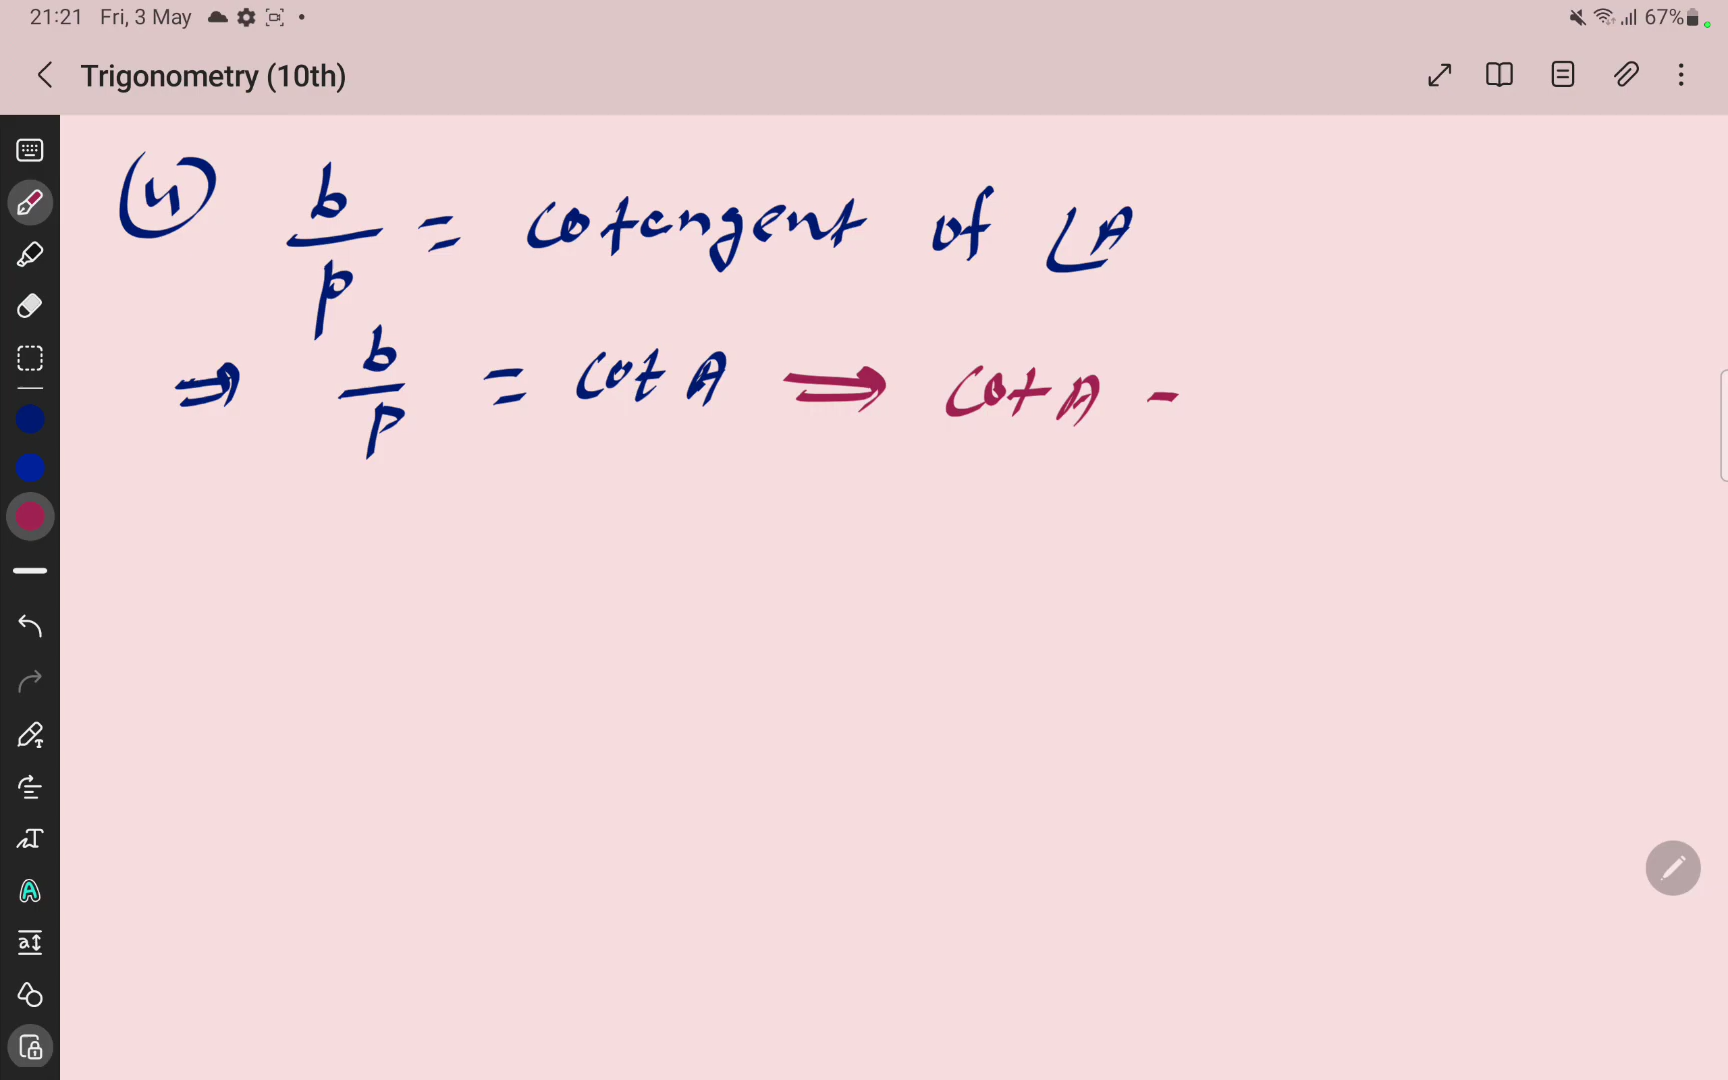 21:21 Fri, 3 May 67%
Trigonometry (10th)
(4) b/p = cotangent of ∠A
⇒ b/p = cot A ⇒ cot A -